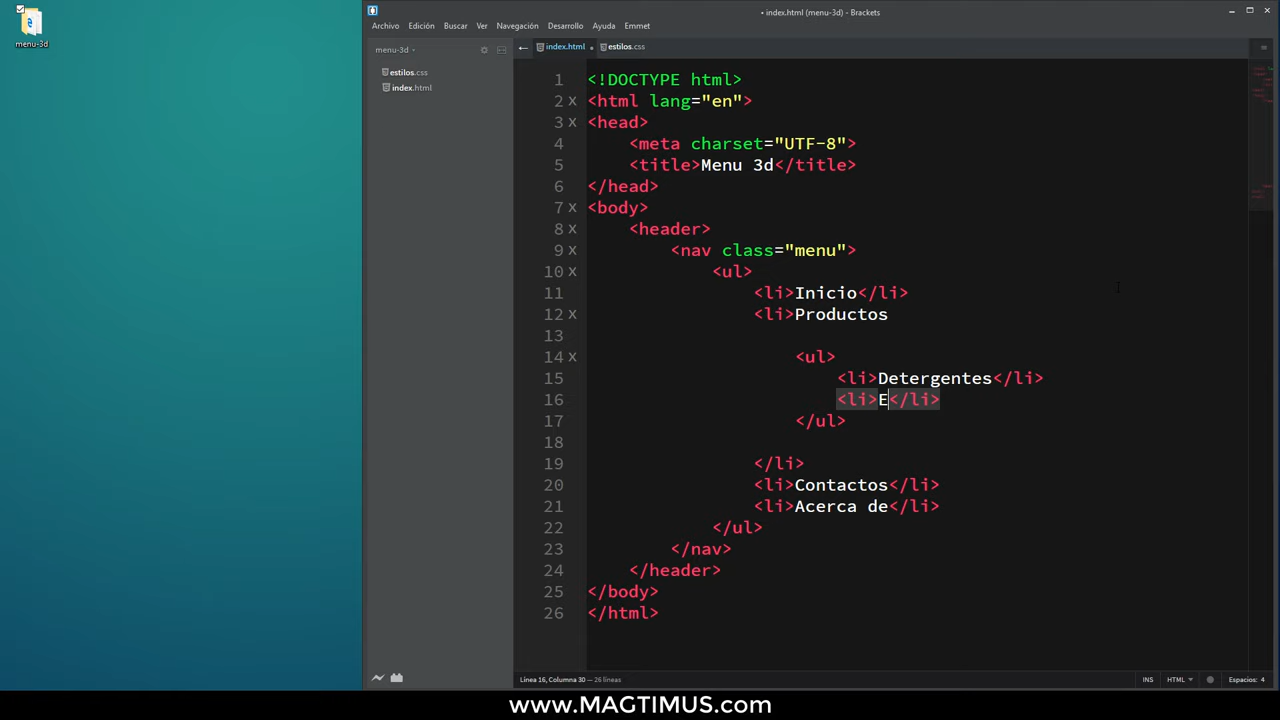 menu-3d
• index.html (menu-3d) - Brackets
Archivo Edición Buscar Ver Navegación Desarrollo Ayuda Emmet
menu-3d
estilos.css
index.html
index.html • estilos.css
1 <!DOCTYPE html>
2 x <html lang="en">
3 x <head>
4 <meta charset="UTF-8">
5 <title>Menu 3d</title>
6 </head>
7 x <body>
8 x <header>
9 x <nav class="menu">
10 x <ul>
11 <li>Inicio</li>
12 x <li>Productos
13
14 x <ul>
15 <li>Detergentes</li>
16 <li>E</li>
17 </ul>
18
19 </li>
20 <li>Contactos</li>
21 <li>Acerca de</li>
22 </ul>
23 </nav>
24 </header>
25 </body>
26 </html>
Línea 16, Columna 30 — 26 líneas INS HTML Espacios: 4
www.MAGTIMUS.com